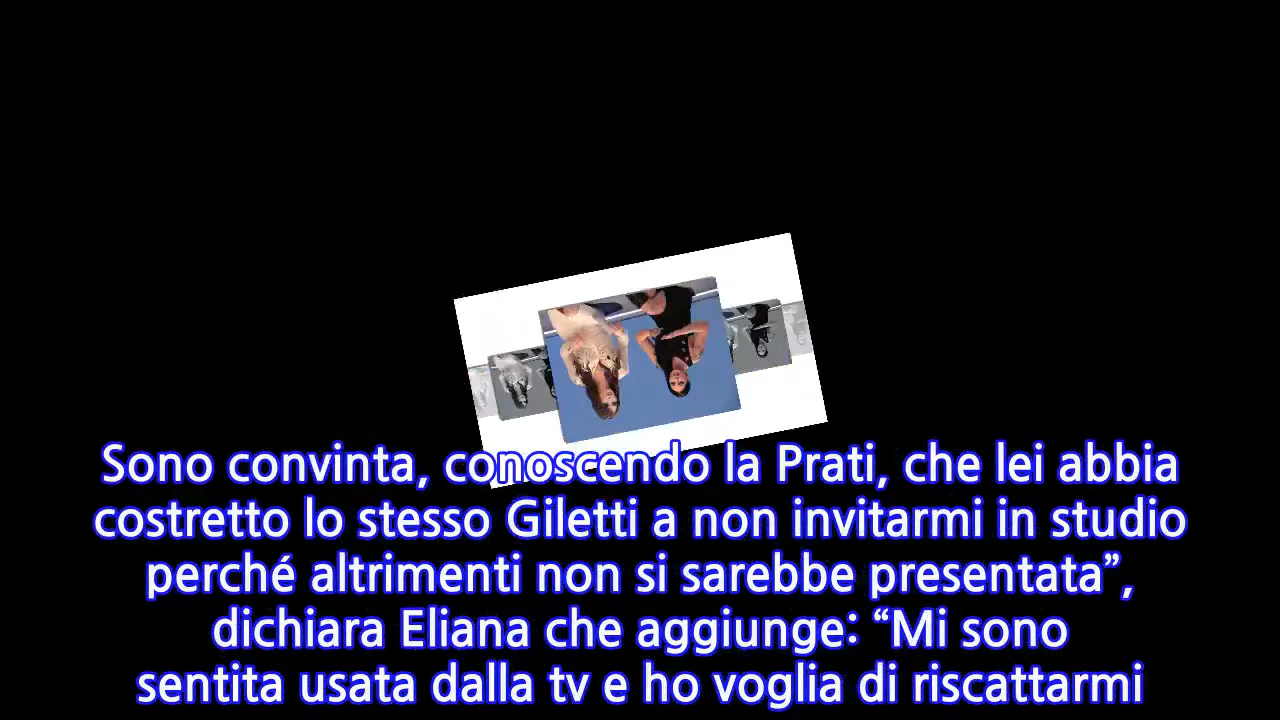 Sono convinta, conoscendo la Prati, che lei abbia
costretto lo stesso Giletti a non invitarmi in studio
perché altrimenti non si sarebbe presentata”,
dichiara Eliana che aggiunge: “Mi sono
sentita usata dalla tv e ho voglia di riscattarmi